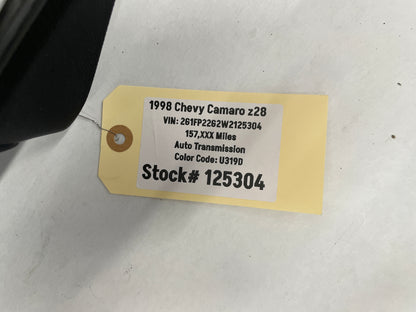 1998 Chevy Camaro z28
VIN: 2G1FP22G2W2125304
157,XXX Miles
Auto Transmission
Color Code: U319D
Stock# 125304